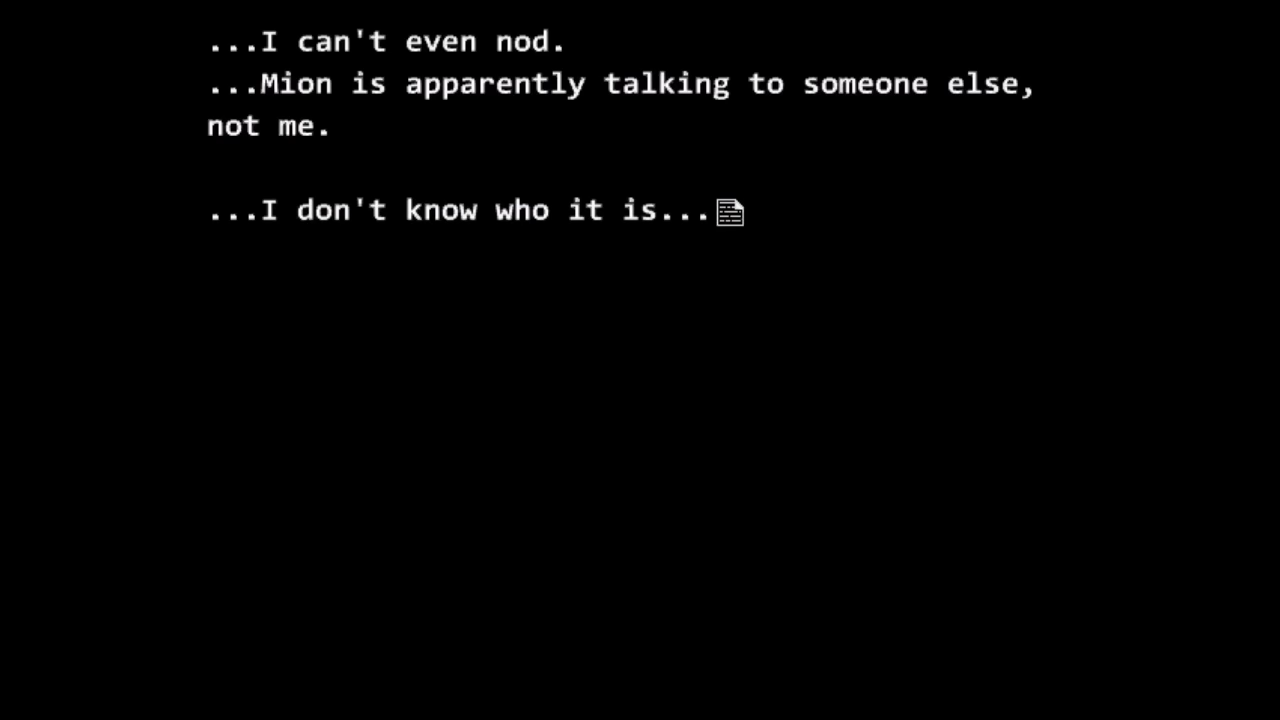 ...I can't even nod.
...Mion is apparently talking to someone else,
not me.
...I don't know who it is...